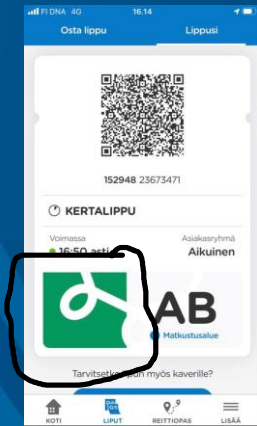 FI DNA 4G 16.14
Osta lippu Lippusi
152948 23673471
KERTALIPPU
Voimassa Asiakasryhmä
16:50 asti Aikuinen
AB
Matkustusalue
Tarvitsetko lipun myös kaverille?
KOTI LIPUT REITTIOPAS LISÄÄ